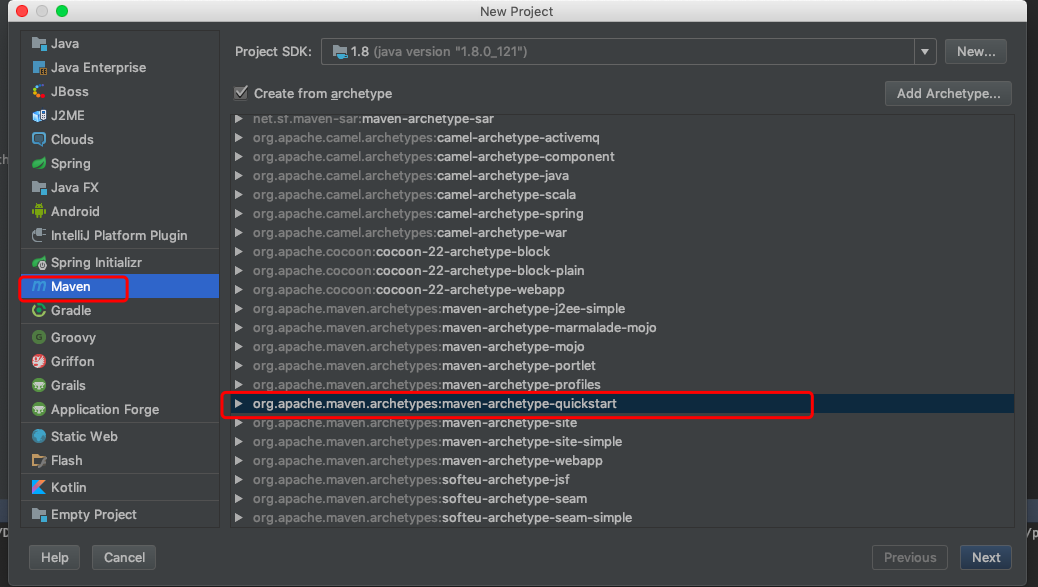 New Project
Java
Java Enterprise
JBoss
J2ME
Clouds
Spring
Java FX
Android
IntelliJ Platform Plugin
Spring Initializr
Maven
Gradle
Groovy
Griffon
Grails
Application Forge
Static Web
Flash
Kotlin
Empty Project
Project SDK: 1.8 (java version "1.8.0_121") New...
Create from archetype Add Archetype...
net.sf.maven-sar:maven-archetype-sar
org.apache.camel.archetypes:camel-archetype-activemq
org.apache.camel.archetypes:camel-archetype-component
org.apache.camel.archetypes:camel-archetype-java
org.apache.camel.archetypes:camel-archetype-scala
org.apache.camel.archetypes:camel-archetype-spring
org.apache.camel.archetypes:camel-archetype-war
org.apache.cocoon:cocoon-22-archetype-block
org.apache.cocoon:cocoon-22-archetype-block-plain
org.apache.cocoon:cocoon-22-archetype-webapp
org.apache.maven.archetypes:maven-archetype-j2ee-simple
org.apache.maven.archetypes:maven-archetype-marmalade-mojo
org.apache.maven.archetypes:maven-archetype-mojo
org.apache.maven.archetypes:maven-archetype-portlet
org.apache.maven.archetypes:maven-archetype-profiles
org.apache.maven.archetypes:maven-archetype-quickstart
org.apache.maven.archetypes:maven-archetype-site
org.apache.maven.archetypes:maven-archetype-site-simple
org.apache.maven.archetypes:maven-archetype-webapp
org.apache.maven.archetypes:softeu-archetype-jsf
org.apache.maven.archetypes:softeu-archetype-seam
org.apache.maven.archetypes:softeu-archetype-seam-simple
Help Cancel Previous Next